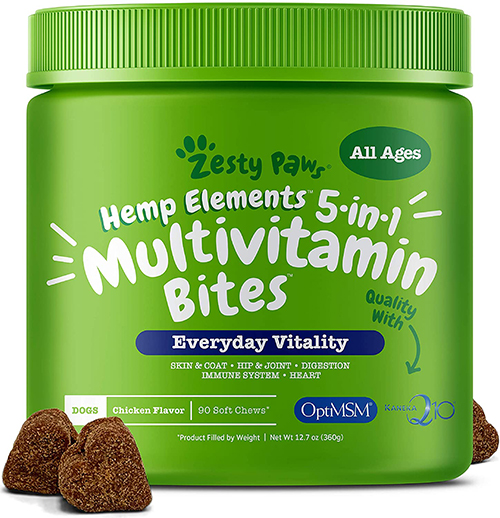 Zesty Paws®
All Ages
Hemp Elements™ 5-in-1
Multivitamin
Bites™
Quality
With
Everyday Vitality
SKIN & COAT • HIP & JOINT • DIGESTION
IMMUNE SYSTEM • HEART
DOGS Chicken Flavor 90 Soft Chews*
OptiMSM®
KANEKA Q10®
*Product Filled by Weight | Net Wt 12.7 oz (360g)